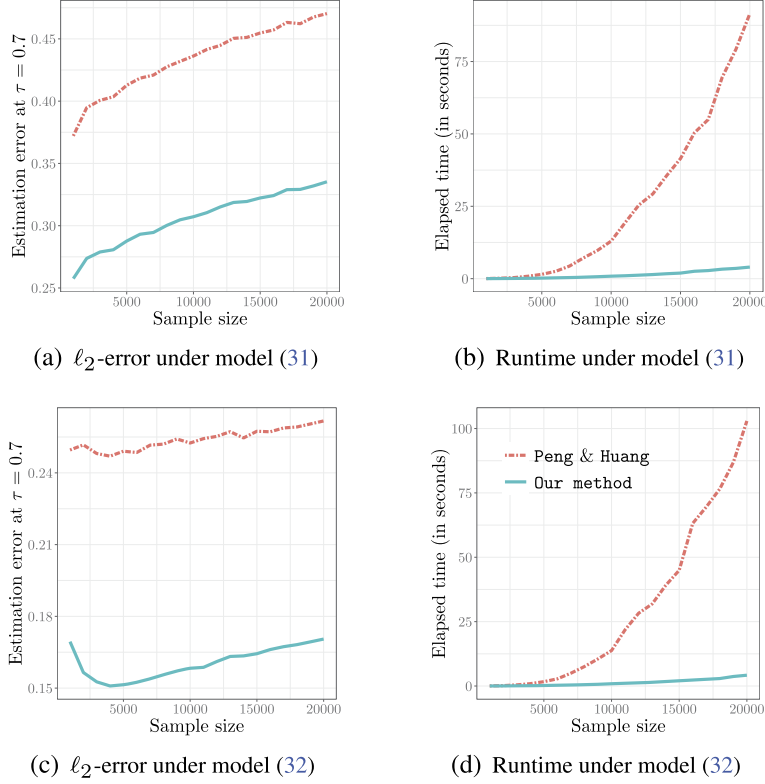 Estimation error at τ = 0.7
0.45
0.40
0.35
0.30
0.25
5000 10000 15000 20000
Sample size
(a) ℓ2-error under model (31)
Elapsed time (in seconds)
75
50
25
0
5000 10000 15000 20000
Sample size
(b) Runtime under model (31)
Estimation error at τ = 0.7
0.24
0.21
0.18
0.15
5000 10000 15000 20000
Sample size
(c) ℓ2-error under model (32)
Elapsed time (in seconds)
100
75
50
25
0
Peng & Huang
Our method
5000 10000 15000 20000
Sample size
(d) Runtime under model (32)